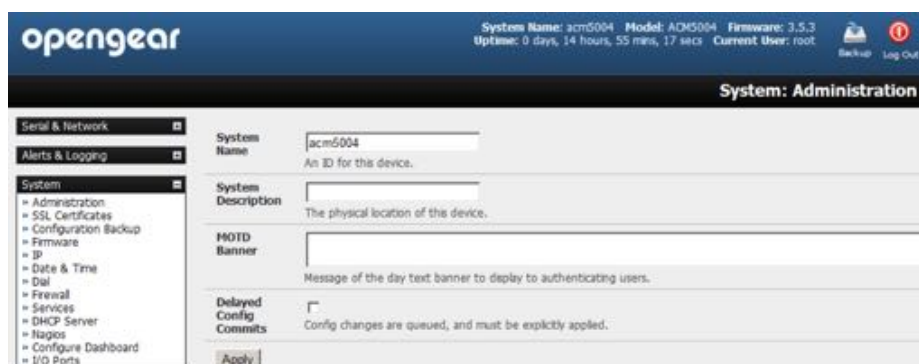 opengear
System Name: acm5004 Model: ACM5004 Firmware: 3.5.3
Uptime: 0 days, 14 hours, 55 mins, 17 secs Current User: root
Backup
Log Out
System: Administration
Serial & Network
Alerts & Logging
System
» Administration
» SSL Certificates
» Configuration Backup
» Firmware
» IP
» Date & Time
» Dial
» Firewall
» Services
» DHCP Server
» Nagios
» Configure Dashboard
» I/O Ports
System Name
acm5004
An ID for this device.
System Description
The physical location of this device.
MOTD Banner
Message of the day text banner to display to authenticating users.
Delayed Config Commits
Config changes are queued, and must be explicitly applied.
Apply